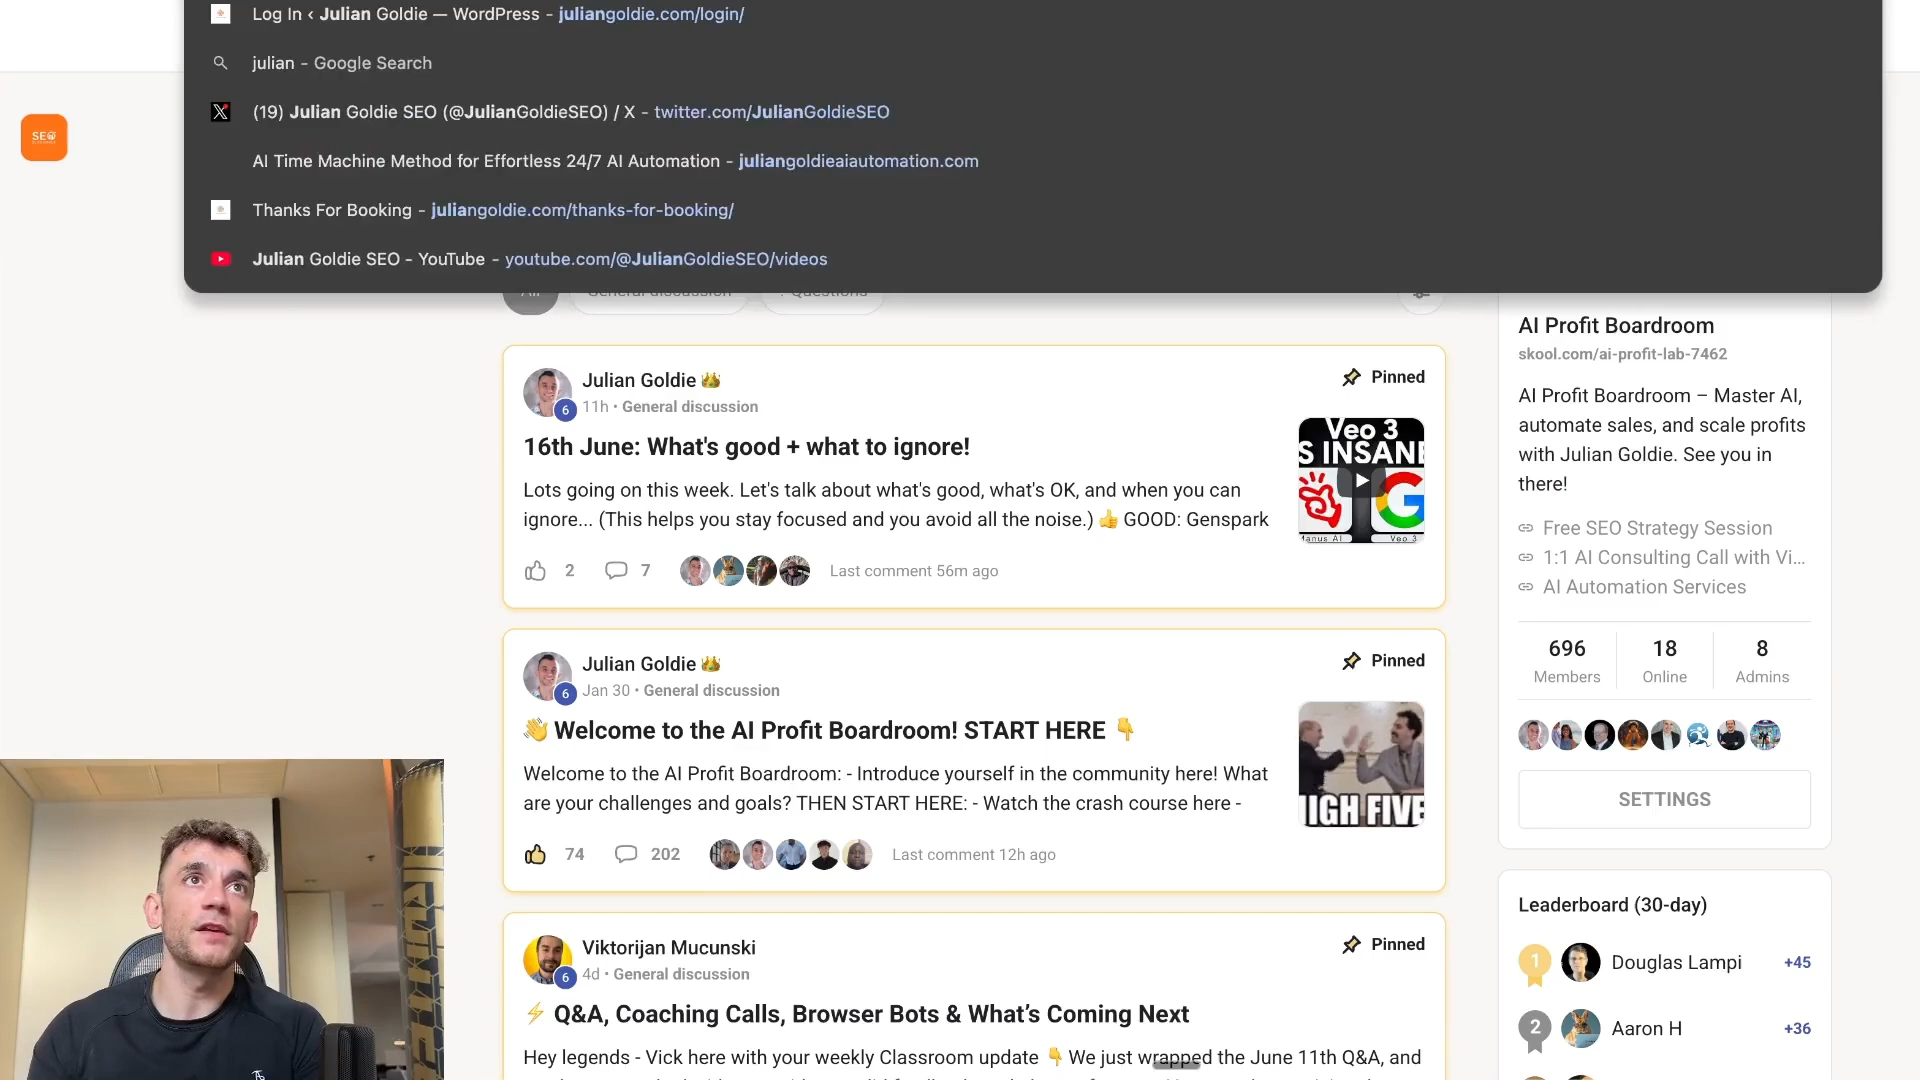 Log In ‹ Julian Goldie — WordPress - juliangoldie.com/login/
julian - Google Search
(19) Julian Goldie SEO (@JulianGoldieSEO) / X - twitter.com/JulianGoldieSEO
AI Time Machine Method for Effortless 24/7 AI Automation - juliangoldieaiautomation.com
Thanks For Booking - juliangoldie.com/thanks-for-booking/
Julian Goldie SEO - YouTube - youtube.com/@JulianGoldieSEO/videos
SEO
All General discussion ? Questions
Julian Goldie 👑
6
11h • General discussion
Pinned
16th June: What's good + what to ignore!
Lots going on this week. Let's talk about what's good, what's OK, and when you can
ignore... (This helps you stay focused and you avoid all the noise.) 👍 GOOD: Genspark
Veo 3
S INSANE
Manus AI Veo 3
2 7 Last comment 56m ago
Julian Goldie 👑
6
Jan 30 • General discussion
Pinned
👋 Welcome to the AI Profit Boardroom! START HERE 👇
Welcome to the AI Profit Boardroom: - Introduce yourself in the community here! What
are your challenges and goals? THEN START HERE: - Watch the crash course here -
HIGH FIVE
74 202 Last comment 12h ago
Viktorijan Mucunski
6
4d • General discussion
Pinned
⚡ Q&A, Coaching Calls, Browser Bots & What’s Coming Next
Hey legends - Vick here with your weekly Classroom update 👇 We just wrapped the June 11th Q&A, and
AI Profit Boardroom
skool.com/ai-profit-lab-7462
AI Profit Boardroom – Master AI,
automate sales, and scale profits
with Julian Goldie. See you in
there!
Free SEO Strategy Session
1:1 AI Consulting Call with Vi...
AI Automation Services
696 18 8
Members Online Admins
SETTINGS
Leaderboard (30-day)
1 Douglas Lampi +45
2 Aaron H +36